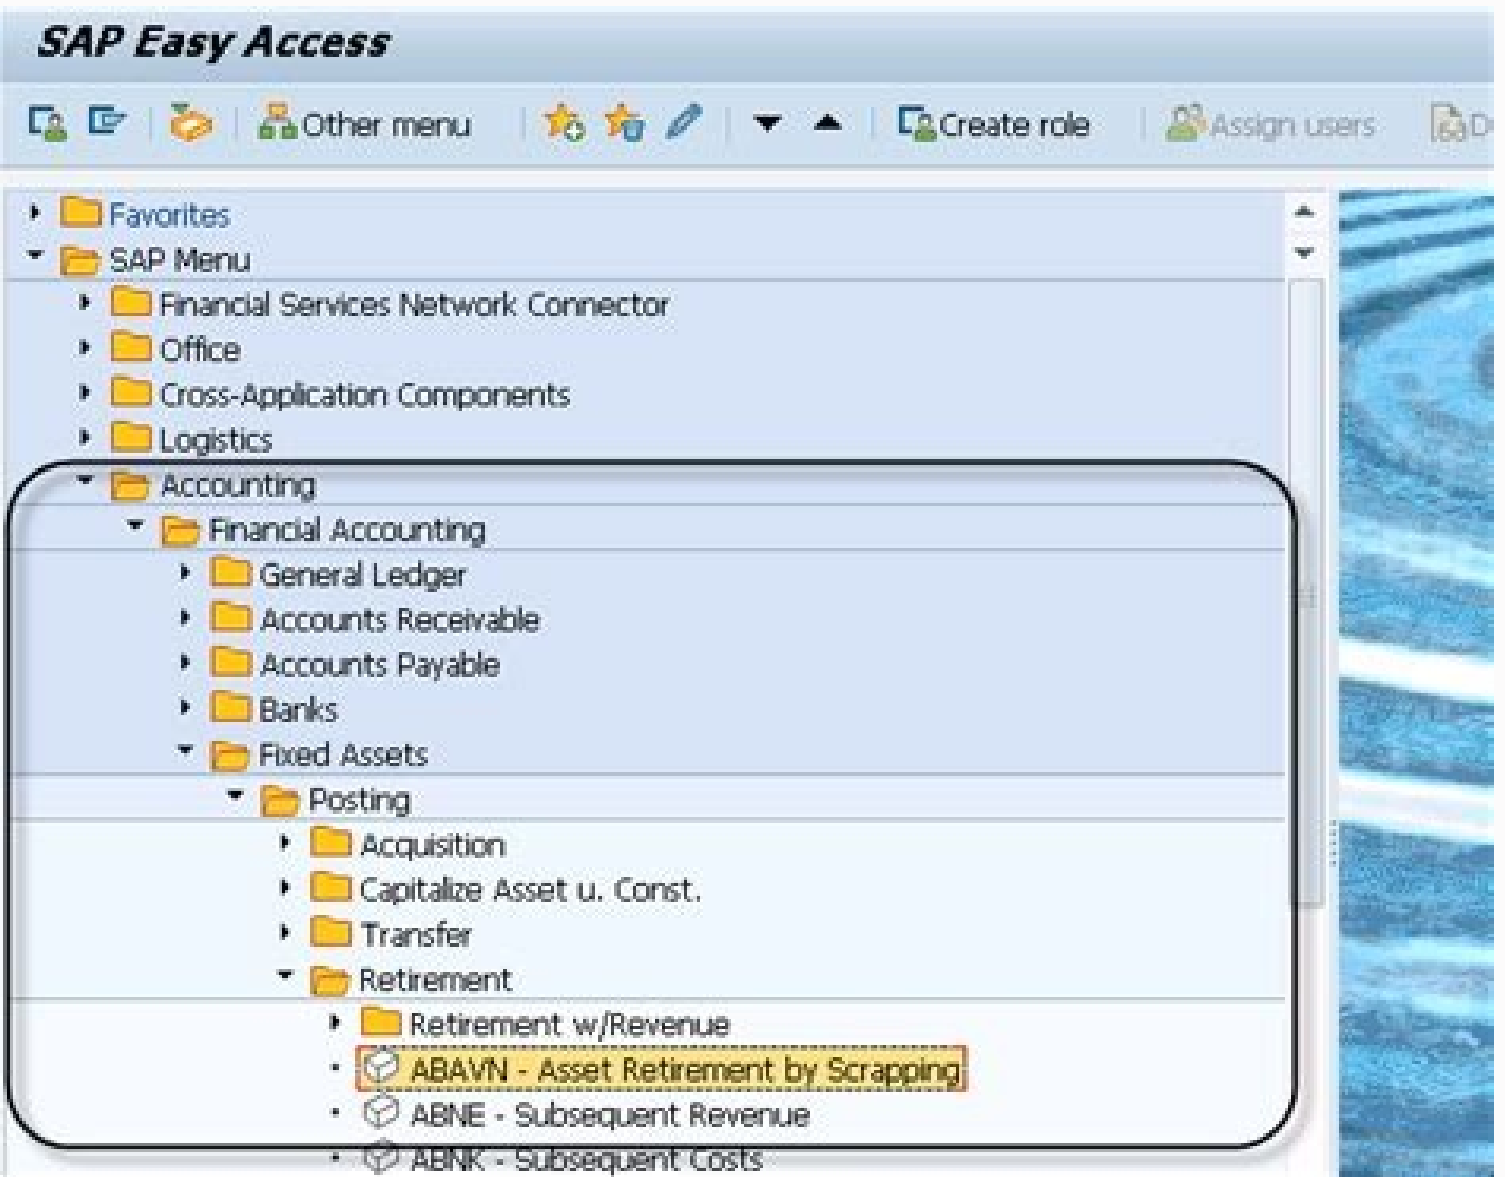 SAP Easy Access
Other menu Create role Assign users
Favorites
SAP Menu
Financial Services Network Connector
Office
Cross-Application Components
Logistics
Accounting
Financial Accounting
General Ledger
Accounts Receivable
Accounts Payable
Banks
Fixed Assets
Posting
Acquisition
Capitalize Asset u. Const.
Transfer
Retirement
Retirement w/Revenue
ABAVN - Asset Retirement by Scrapping
ABNE - Subsequent Revenue
ABNK - Subsequent Costs